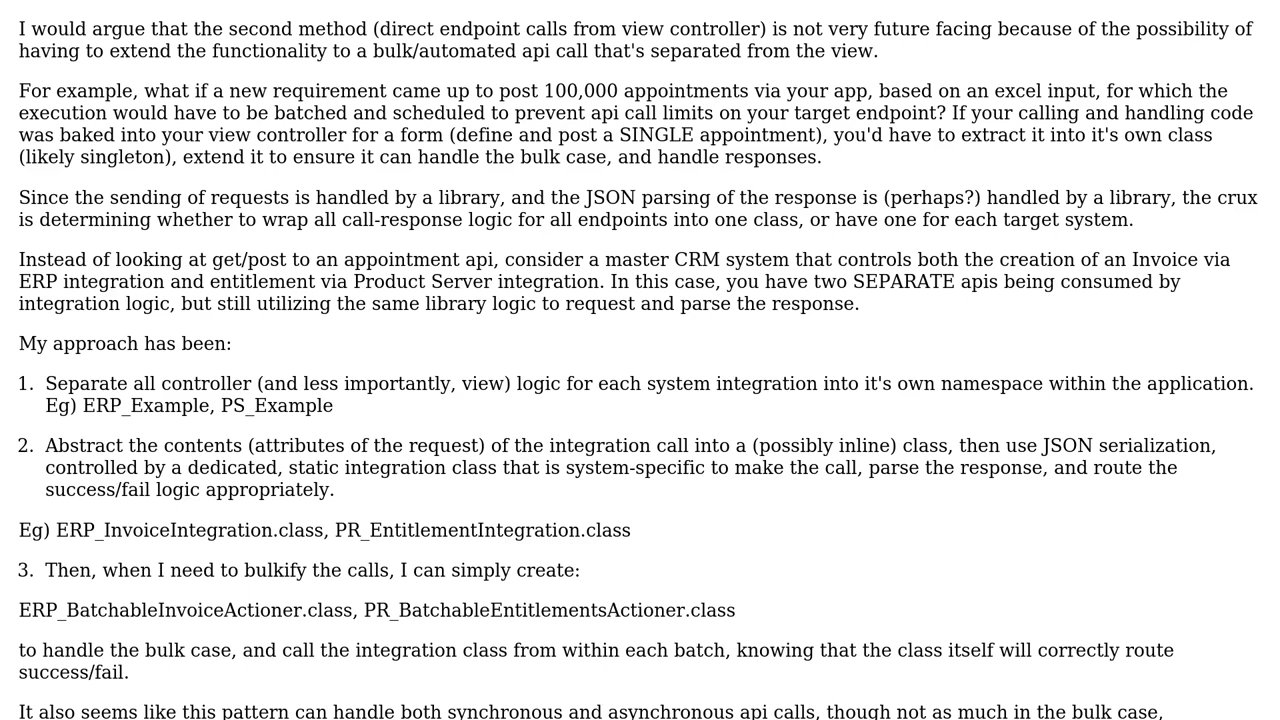 I would argue that the second method (direct endpoint calls from view controller) is not very future facing because of the possibility of
having to extend the functionality to a bulk/automated api call that's separated from the view.
For example, what if a new requirement came up to post 100,000 appointments via your app, based on an excel input, for which the
execution would have to be batched and scheduled to prevent api call limits on your target endpoint? If your calling and handling code
was baked into your view controller for a form (define and post a SINGLE appointment), you'd have to extract it into it's own class
(likely singleton), extend it to ensure it can handle the bulk case, and handle responses.
Since the sending of requests is handled by a library, and the JSON parsing of the response is (perhaps?) handled by a library, the crux
is determining whether to wrap all call-response logic for all endpoints into one class, or have one for each target system.
Instead of looking at get/post to an appointment api, consider a master CRM system that controls both the creation of an Invoice via
ERP integration and entitlement via Product Server integration. In this case, you have two SEPARATE apis being consumed by
integration logic, but still utilizing the same library logic to request and parse the response.
My approach has been:
1. Separate all controller (and less importantly, view) logic for each system integration into it's own namespace within the application.
Eg) ERP_Example, PS_Example
2. Abstract the contents (attributes of the request) of the integration call into a (possibly inline) class, then use JSON serialization,
controlled by a dedicated, static integration class that is system-specific to make the call, parse the response, and route the
success/fail logic appropriately.
Eg) ERP_InvoiceIntegration.class, PR_EntitlementIntegration.class
3. Then, when I need to bulkify the calls, I can simply create:
ERP_BatchableInvoiceActioner.class, PR_BatchableEntitlementsActioner.class
to handle the bulk case, and call the integration class from within each batch, knowing that the class itself will correctly route
success/fail.
It also seems like this pattern can handle both synchronous and asynchronous api calls, though not as much in the bulk case,